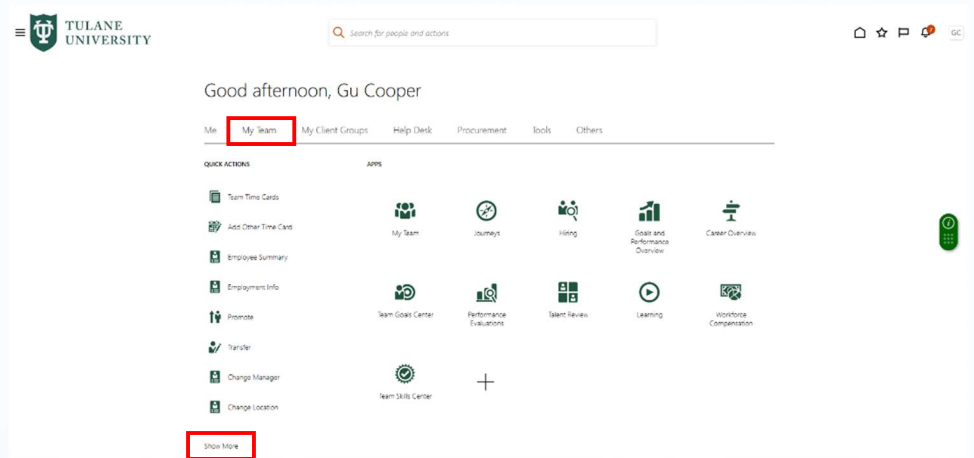 TULANE
UNIVERSITY
Search for people and actions
GC
Good afternoon, Gu Cooper
Me My Team My Client Groups Help Desk Procurement Tools Others
QUICK ACTIONS
APPS
Team Time Cards
Add Other Time Card
Employee Summary
Employment Info
Promote
Transfer
Change Manager
Change Location
Show More
My Team
Journeys
Hiring
Goals and
Performance
Overview
Career Overview
Team Goals Center
Performance
Evaluations
Talent Review
Learning
Workforce
Compensation
Team Skills Center